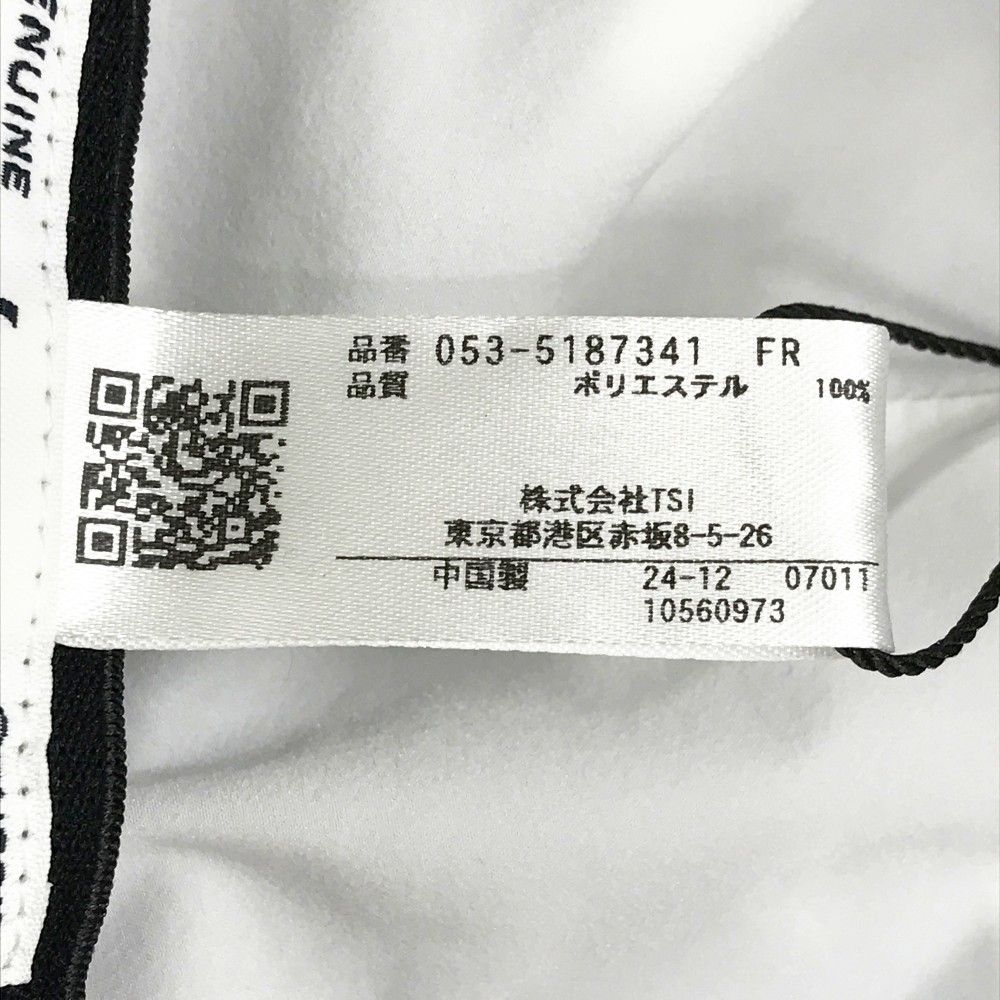 ENUINE
品番 053-5187341 FR
品質 ポリエステル 100%
株式会社TSI
東京都港区赤坂8-5-26
中国製 24-12 07011
10560973